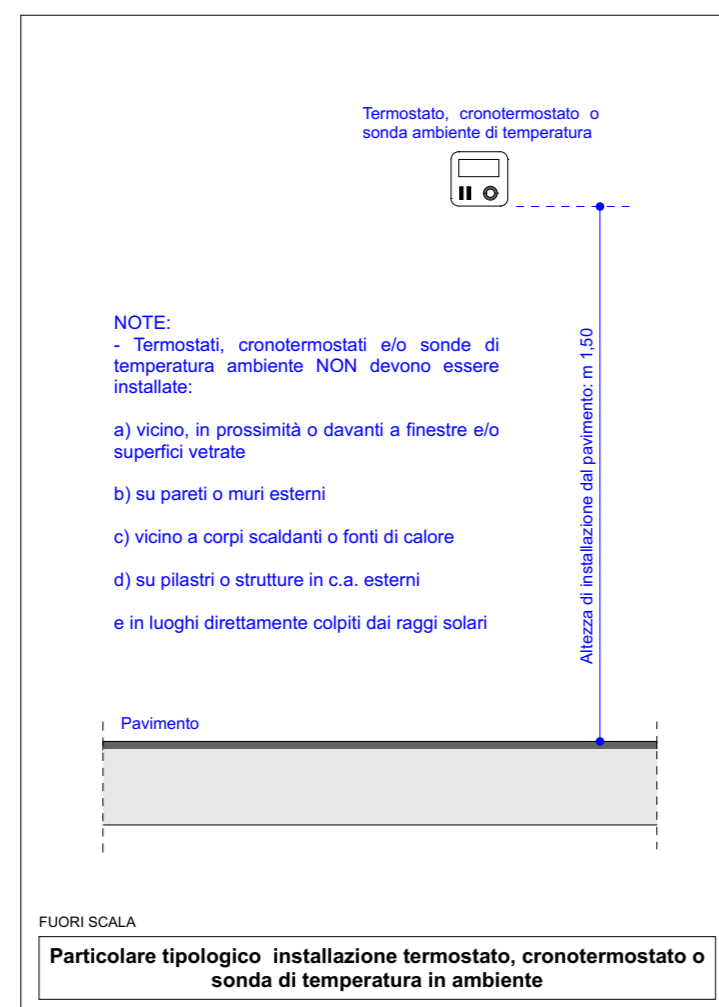 Termostato, cronotermostato o
sonda ambiente di temperatura
NOTE:
- Termostati, cronotermostati e/o sonde di
temperatura ambiente NON devono essere
installate:
a) vicino, in prossimità o davanti a finestre e/o
superfici vetrate
b) su pareti o muri esterni
c) vicino a corpi scaldanti o fonti di calore
d) su pilastri o strutture in c.a. esterni
e in luoghi direttamente colpiti dai raggi solari
Altezza di installazione dal pavimento: m 1,50
Pavimento
FUORI SCALA
Particolare tipologico installazione termostato, cronotermostato o
sonda di temperatura in ambiente